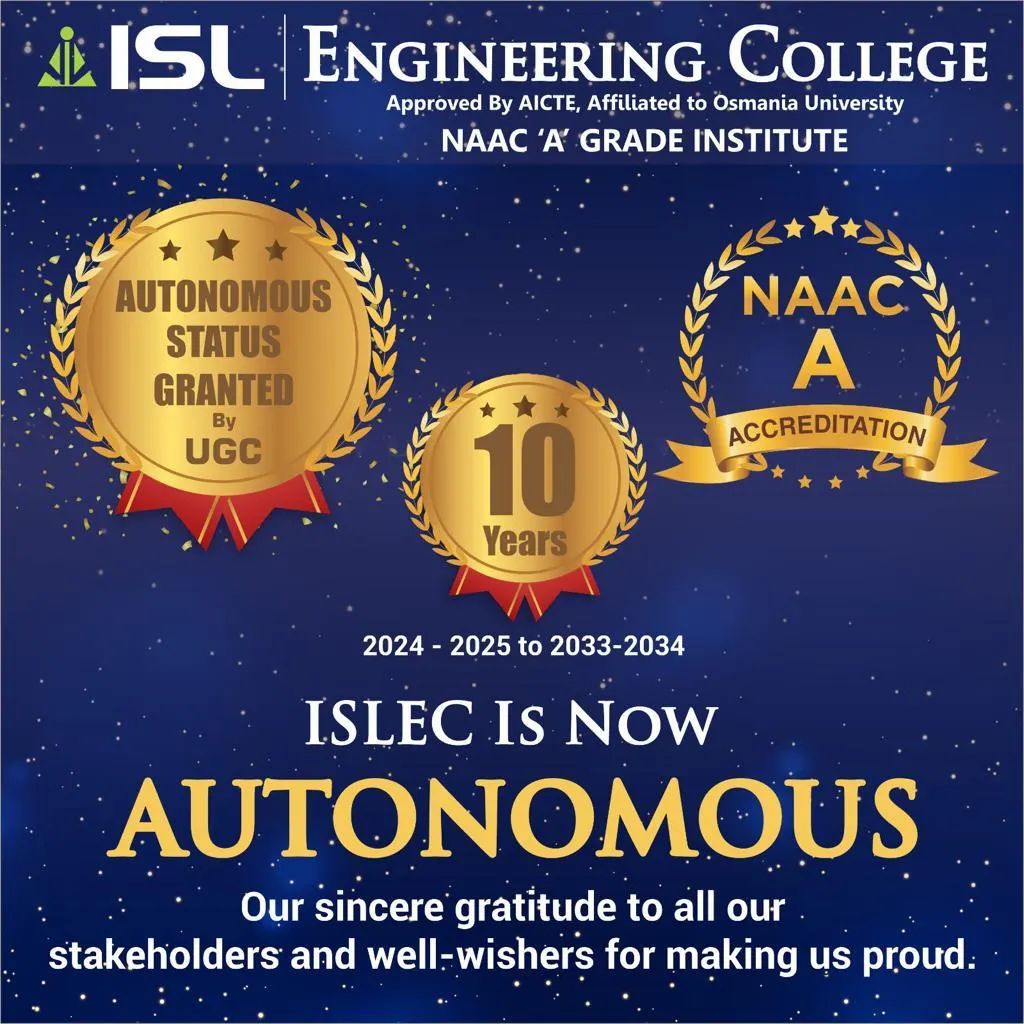 ISL ENGINEERING COLLEGE
Approved By AICTE, Affiliated to Osmania University
NAAC ‘A’ GRADE INSTITUTE
AUTONOMOUS
STATUS
GRANTED
By
UGC
10
Years
NAAC
A
ACCREDITATION
2024 - 2025 to 2033-2034
ISLEC IS NOW
AUTONOMOUS
Our sincere gratitude to all our
stakeholders and well-wishers for making us proud.